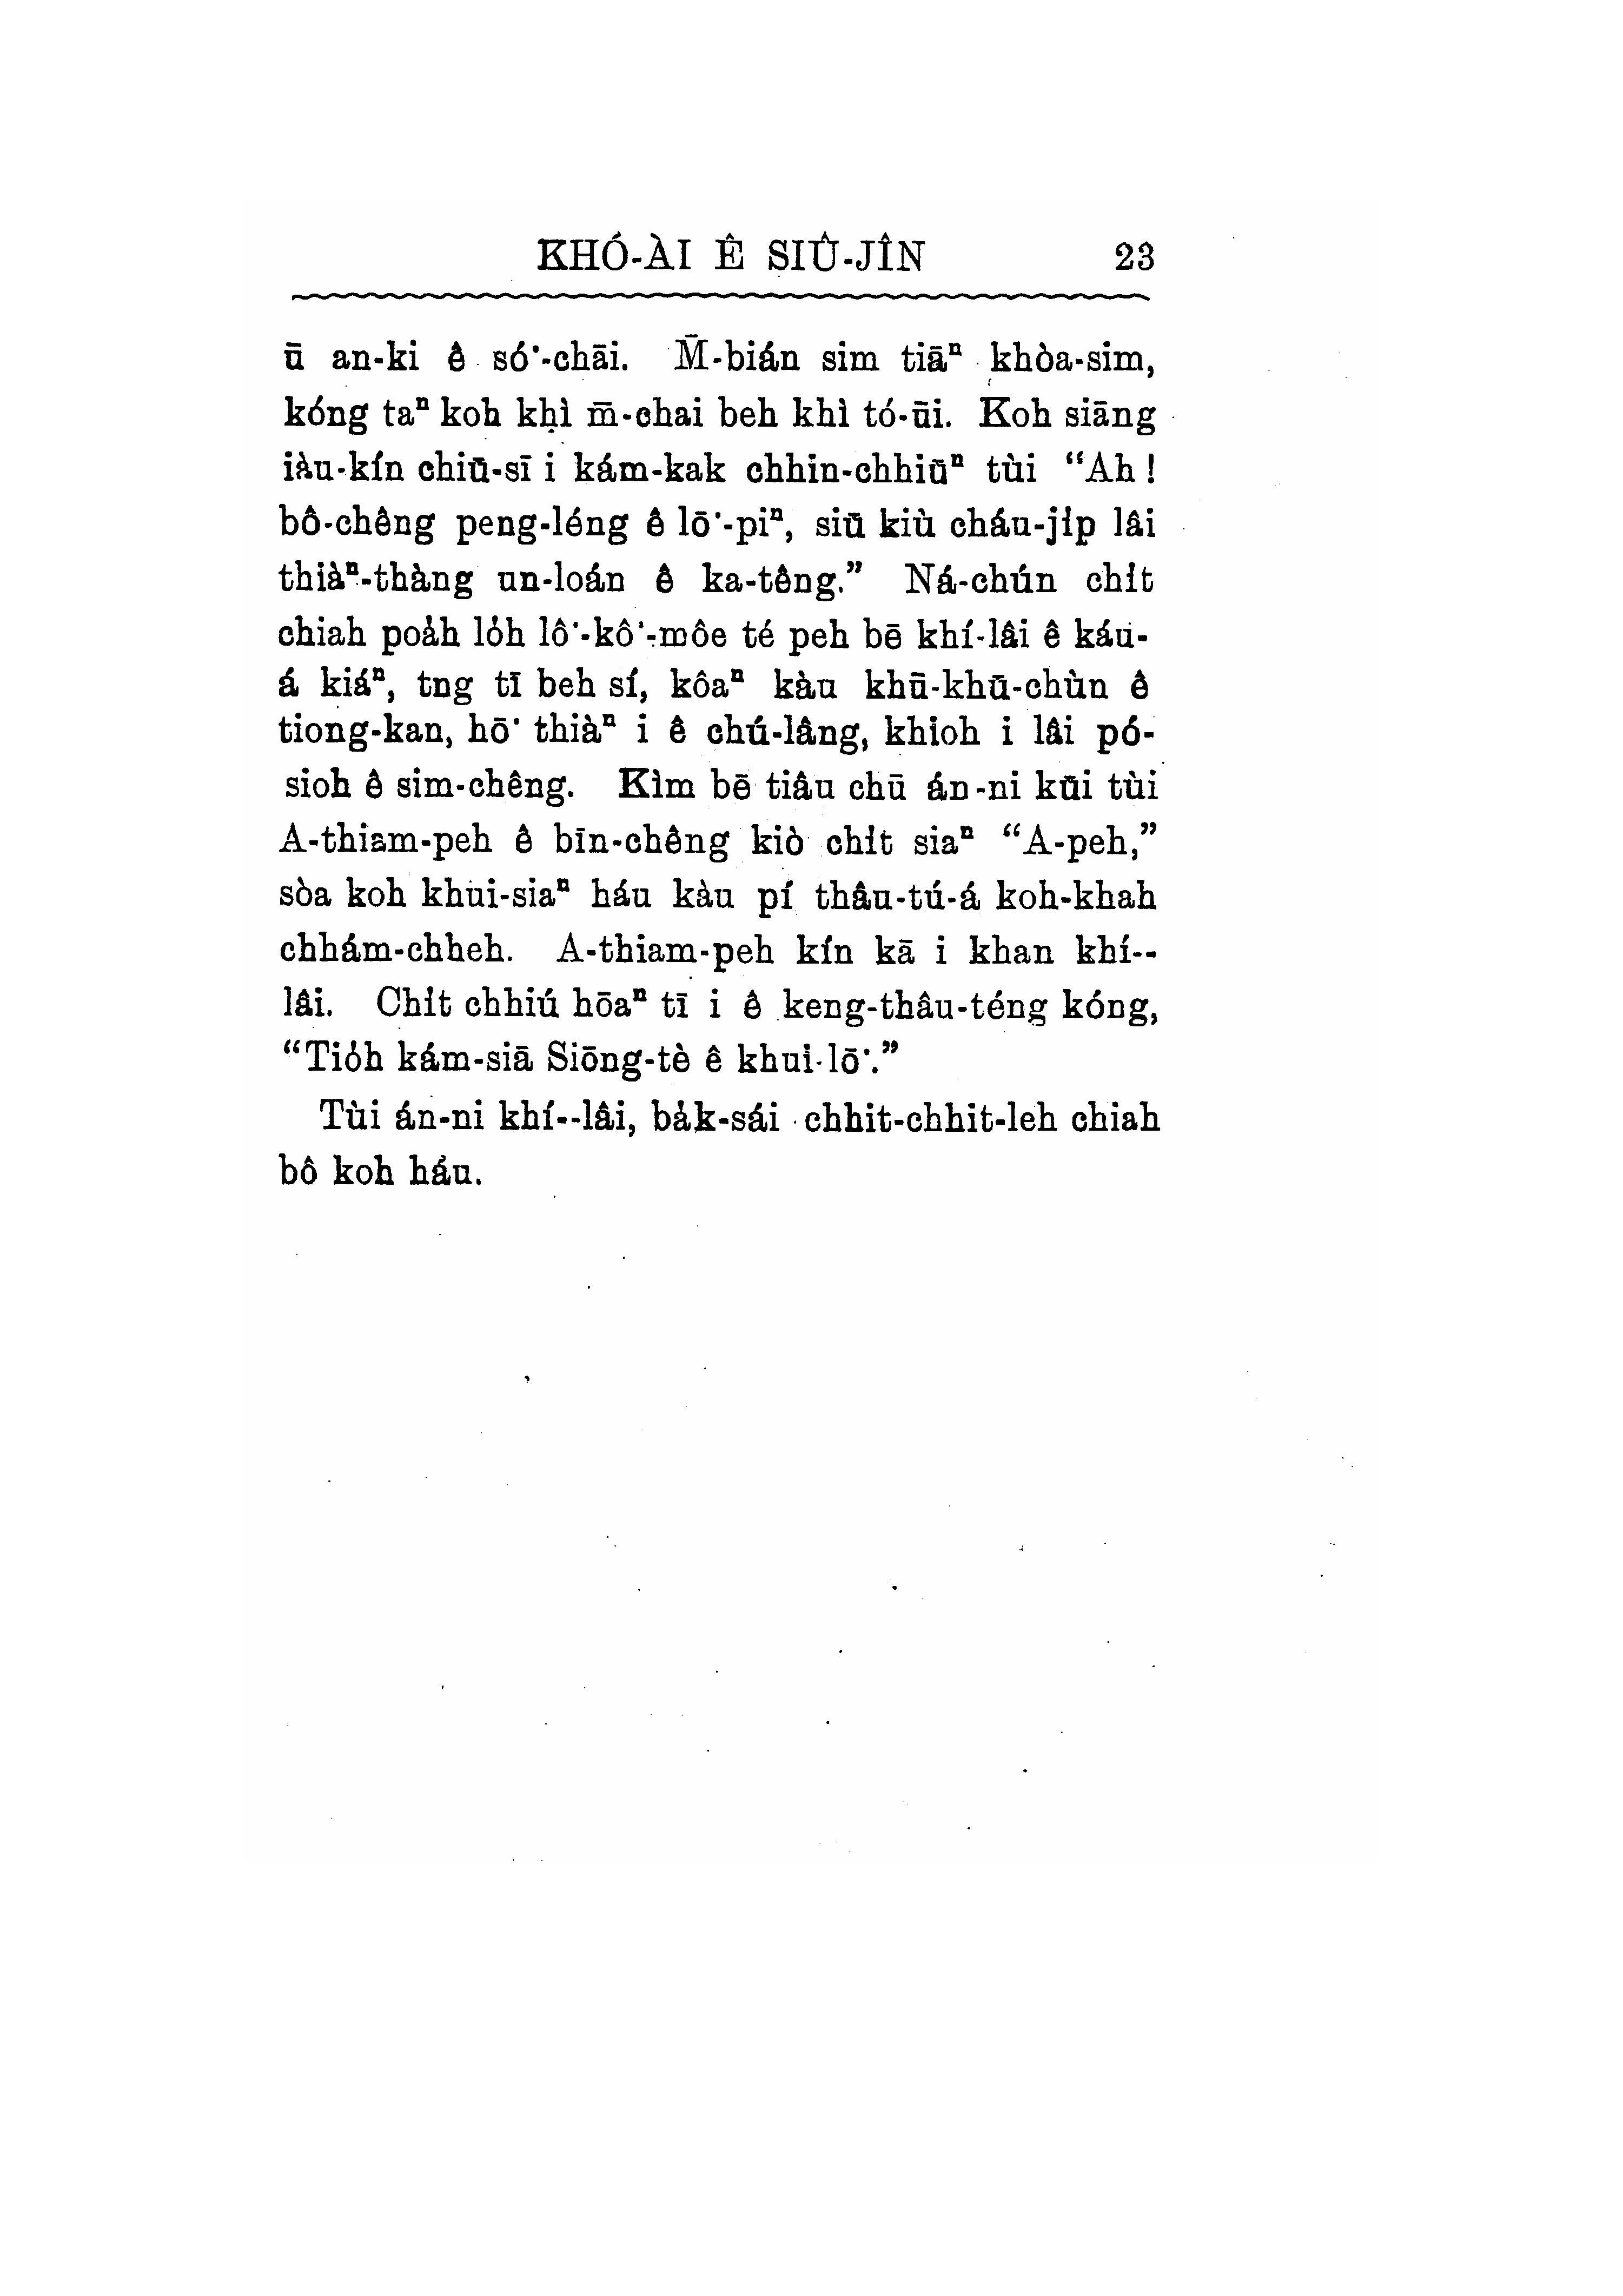 KHÓ-ÀI Ê SIÛ-JÎN 23
ū an-ki ê só͘-chāi. M̄-bián sim tiāⁿ khòa-sim,
kóng taⁿ koh khì m̄-chai beh khì tó-ūi. Koh siāng
iàu-kín chiū-sī i kám-kak chhin-chhiūⁿ tùi “Ah !
bô-chêng peng-léng ê lō͘-piⁿ, siū kiù cháu-ji̍p lâi
thiàⁿ-thàng un-loán ê ka-têng.” Ná-chún chi̍t
chiah poa̍h lo̍h lô͘-kô͘-môe té peh bē khí-lâi ê káu-
á kiáⁿ, tng tī beh sí, kôaⁿ kàu khū-khū-chùn ê
tiong-kan, hō͘ thiàⁿ i ê chú-lâng, khioh i lâi pó-
sioh ê sim-chêng. Kìm bē tiâu chū án-ni kūi tùi
A-thiam-peh ê bīn-chêng kiò chi̍t siaⁿ “A-peh,”
sòa koh khui-siaⁿ háu kàu pí thâu-tú-á koh-khah
chhám-chheh. A-thiam-peh kín kā i khan khí--
lâi. Chi̍t chhiú hōaⁿ tī i ê keng-thâu-téng kóng,
“Tio̍h kám-siā Siōng-tè ê khui-lō͘.”
Tùi án-ni khí--lâi, ba̍k-sái chhit-chhit-leh chiah
bô koh háu.